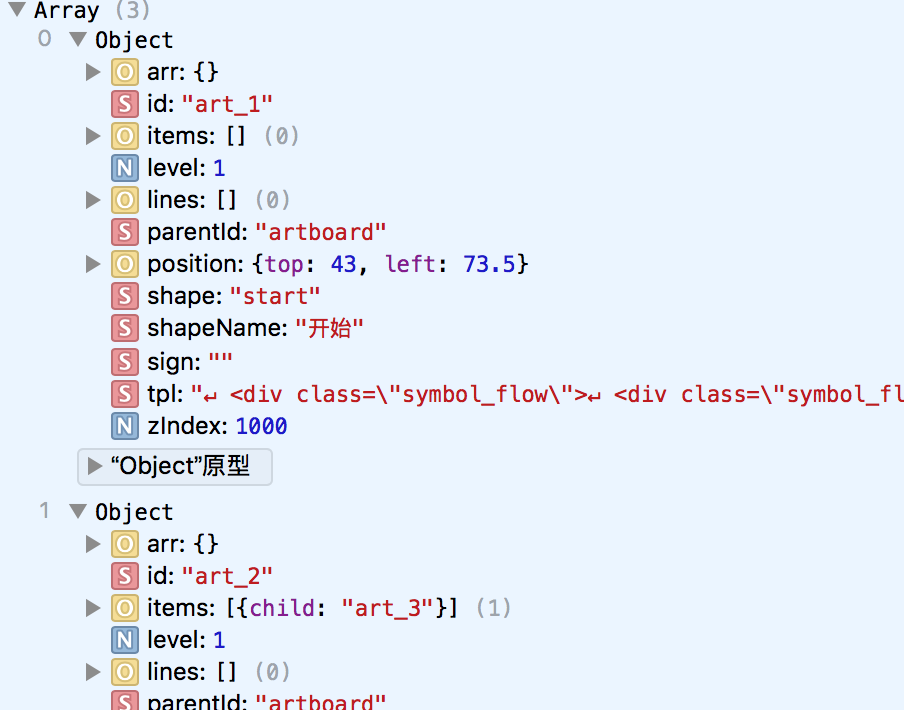 ▼ Array (3)
0 ▼ Object
▶ O arr: {}
S id: "art_1"
▶ O items: [] (0)
N level: 1
▶ O lines: [] (0)
S parentId: "artboard"
▶ O position: {top: 43, left: 73.5}
S shape: "start"
S shapeName: "开始"
S sign: ""
S tpl: "↵ <div class=\"symbol_flow\">↵ <div class=\"symbol_fl
N zIndex: 1000
▶ “Object”原型
1 ▼ Object
▶ O arr: {}
S id: "art_2"
▶ O items: [{child: "art_3"}] (1)
N level: 1
▶ O lines: [] (0)
S parentId: "artboard"